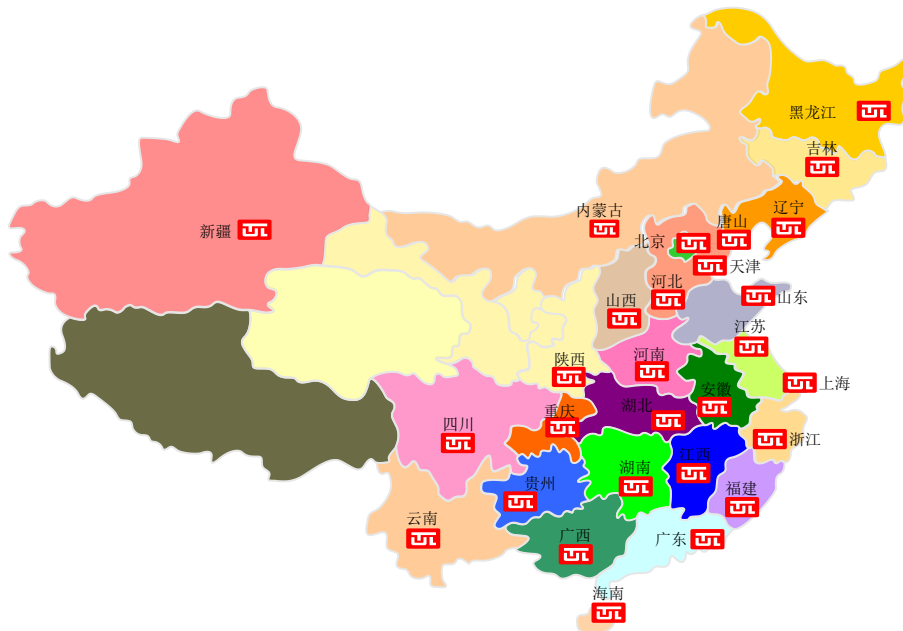 黑龙江
吉林
辽宁
内蒙古
唐山
新疆
北京
天津
河北
山东
山西
江苏
河南
陕西
上海
安徽
湖北
重庆
四川
浙江
江西
湖南
贵州
福建
云南
广西
广东
海南